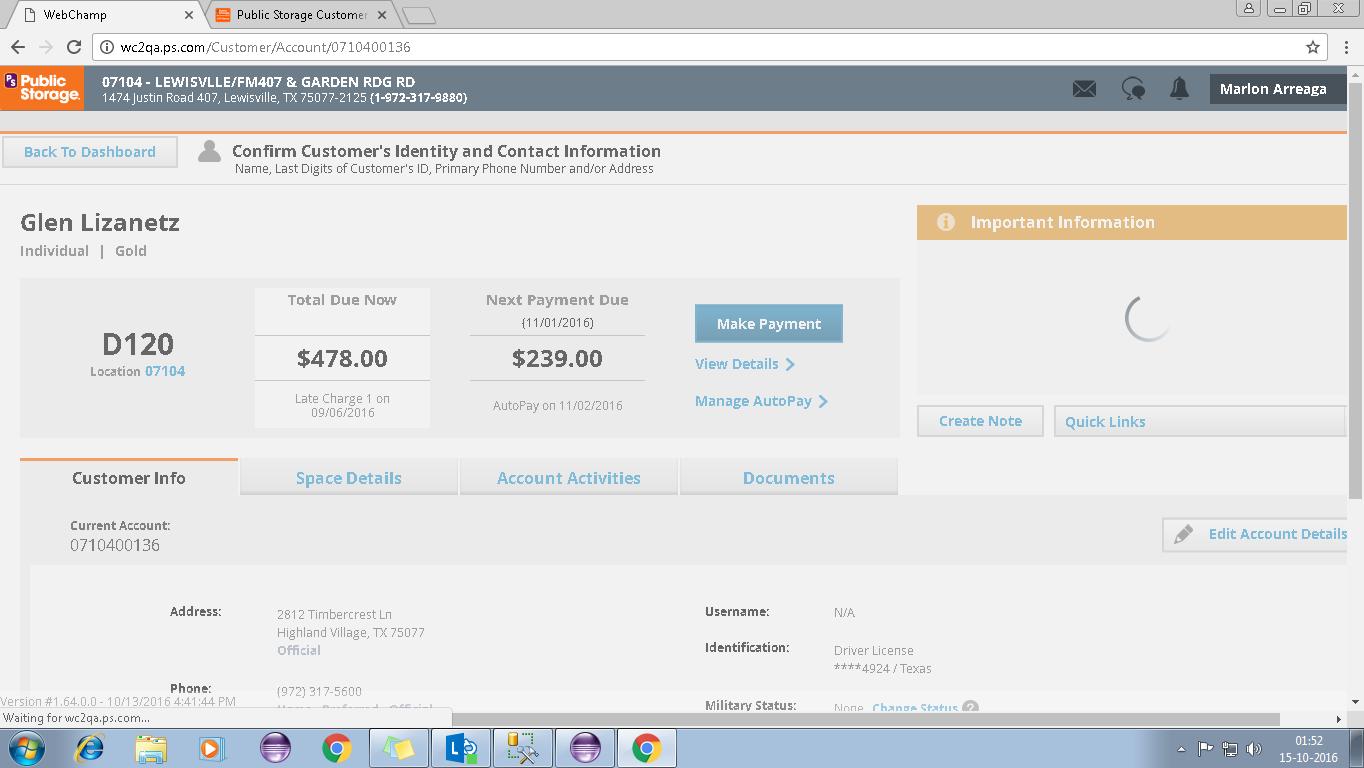 WebChamp
Public Storage Customer
wc2qa.ps.com/Customer/Account/0710400136
Ps Public Storage.
07104 - LEWISVLLE/FM407 & GARDEN RDG RD
1474 Justin Road 407, Lewisville, TX 75077-2125 (1-972-317-9880)
Marlon Arreaga
Back To Dashboard
Confirm Customer's Identity and Contact Information
Name, Last Digits of Customer's ID, Primary Phone Number and/or Address
Glen Lizanetz
Individual | Gold
Important Information
D120
Location 07104
Total Due Now
$478.00
Late Charge 1 on
09/06/2016
Next Payment Due
(11/01/2016)
$239.00
AutoPay on 11/02/2016
Make Payment
View Details
Manage AutoPay
Create Note
Quick Links
Customer Info
Space Details
Account Activities
Documents
Current Account:
0710400136
Edit Account Details
Address:
2812 Timbercrest Ln
Highland Village, TX 75077
Official
Phone:
(972) 317-5600
Home - Preferred - Official
Username:
N/A
Identification:
Driver License
****4924 / Texas
Military Status:
None Change Status ?
Version #1.64.0.0 - 10/13/2016 4:41:44 PM
Waiting for wc2qa.ps.com...
01:52
15-10-2016